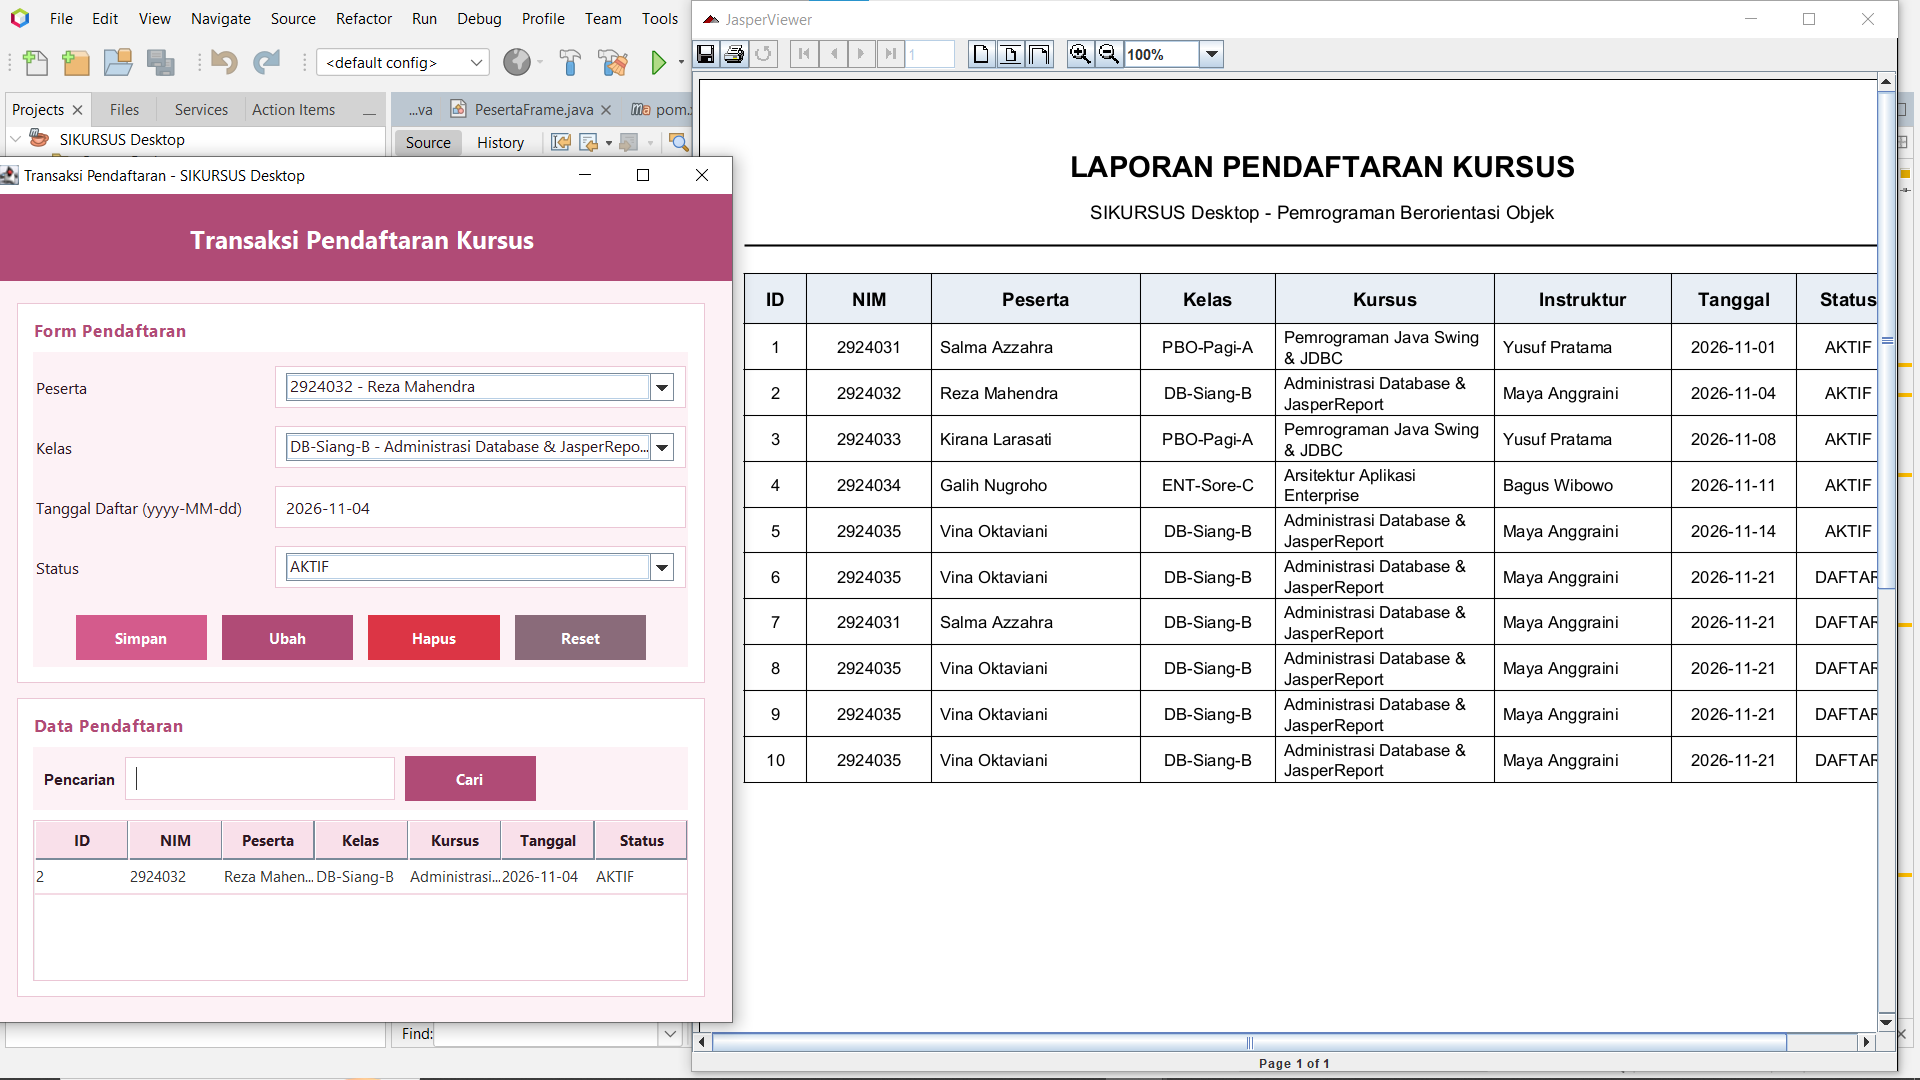 File Edit View Navigate Source Refactor Run Debug Profile Team Tools
<default config>
Projects Files Services Action Items
...va PesertaFrame.java pom.
SIKURSUS Desktop
Source History
Transaksi Pendaftaran - SIKURSUS Desktop
Transaksi Pendaftaran Kursus
Form Pendaftaran
Peserta 2924032 - Reza Mahendra
Kelas DB-Siang-B - Administrasi Database & JasperRepo...
Tanggal Daftar (yyyy-MM-dd) 2026-11-04
Status AKTIF
Simpan Ubah Hapus Reset
Data Pendaftaran
Pencarian Cari
ID NIM Peserta Kelas Kursus Tanggal Status
2 2924032 Reza Mahen... DB-Siang-B Administrasi... 2026-11-04 AKTIF
Find:
JasperViewer
1 100%
LAPORAN PENDAFTARAN KURSUS
SIKURSUS Desktop - Pemrograman Berorientasi Objek
ID NIM Peserta Kelas Kursus Instruktur Tanggal Status
1 2924031 Salma Azzahra PBO-Pagi-A Pemrograman Java Swing & JDBC Yusuf Pratama 2026-11-01 AKTIF
2 2924032 Reza Mahendra DB-Siang-B Administrasi Database & JasperReport Maya Anggraini 2026-11-04 AKTIF
3 2924033 Kirana Larasati PBO-Pagi-A Pemrograman Java Swing & JDBC Yusuf Pratama 2026-11-08 AKTIF
4 2924034 Galih Nugroho ENT-Sore-C Arsitektur Aplikasi Enterprise Bagus Wibowo 2026-11-11 AKTIF
5 2924035 Vina Oktaviani DB-Siang-B Administrasi Database & JasperReport Maya Anggraini 2026-11-14 AKTIF
6 2924035 Vina Oktaviani DB-Siang-B Administrasi Database & JasperReport Maya Anggraini 2026-11-21 DAFTAR
7 2924031 Salma Azzahra DB-Siang-B Administrasi Database & JasperReport Maya Anggraini 2026-11-21 DAFTAR
8 2924035 Vina Oktaviani DB-Siang-B Administrasi Database & JasperReport Maya Anggraini 2026-11-21 DAFTAR
9 2924035 Vina Oktaviani DB-Siang-B Administrasi Database & JasperReport Maya Anggraini 2026-11-21 DAFTAR
10 2924035 Vina Oktaviani DB-Siang-B Administrasi Database & JasperReport Maya Anggraini 2026-11-21 DAFTAR
Page 1 of 1